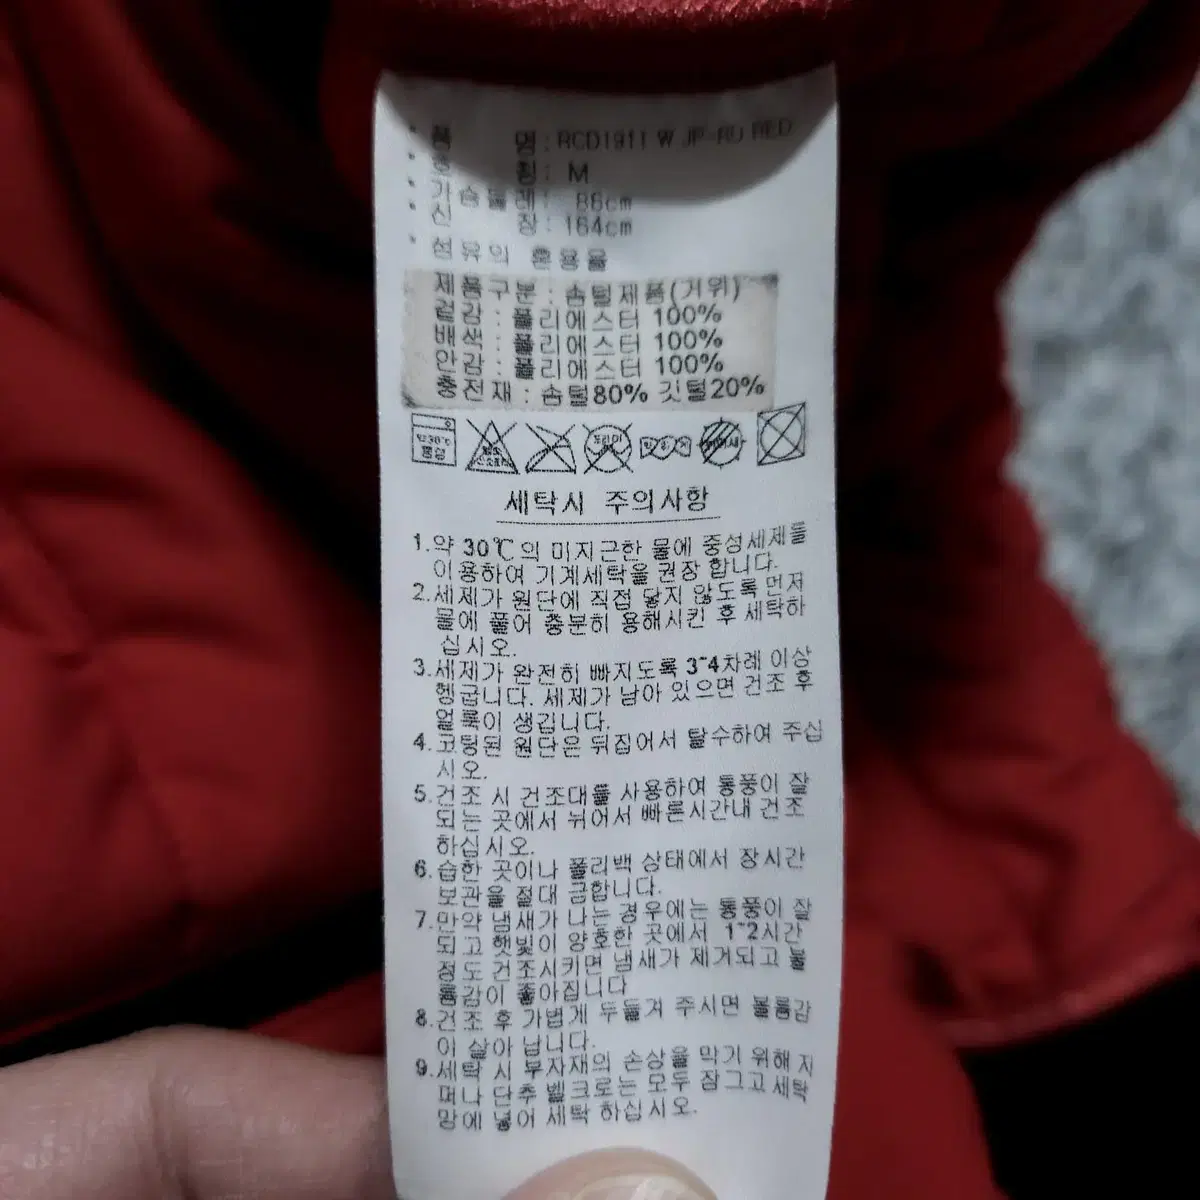 * 품 명 : RCD1911 W JP-RU RED
* 호 칭 : M
* 가슴둘레 : 86cm
* 신 장 : 164cm
* 섬유의 혼용율
제품구분 : 솜털제품(거위)
겉감 : 폴리에스터 100%
배색 : 폴리에스터 100%
안감 : 폴리에스터 100%
충전재 : 솜털80% 깃털20%
약30℃
중성
염소
드라이
세탁시 주의사항
1.약 30℃의 미지근한 물에 중성세제를
이용하여 기계세탁을 권장 합니다.
2.세제가 원단에 직접 닿지 않도록 먼저
물에 풀어 충분히 용해시킨 후 세탁하
십시오.
3.세제가 완전히 빠지도록 3~4차례 이상
헹굽니다. 세제가 남아 있으면 건조 후
얼룩이 생깁니다.
4.코팅된 원단은 뒤집어서 탈수하여 주십
시오.
5.건조 시 건조대를 사용하여 통풍이 잘
되는 곳에서 뉘어서 빠른시간내 건조
하십시오.
6.습한 곳이나 폴리백 상태에서 장시간
보관을 절대 금합니다.
7.만약 냄새가 나는 경우에는 통풍이 잘
되고 햇빛이 양호한 곳에서 1~2시간
정도 건조시키면 냄새가 제거되고 볼
륨감이 좋아집니다
8.건조 후 가볍게 두들겨 주시면 볼륨감
이 살아 납니다.
9.세탁 시 부자재의 손상을 막기 위해 지
퍼나 단추 벨크로는 모두 잠그고 세탁
망에 넣어 세탁 하십시오.